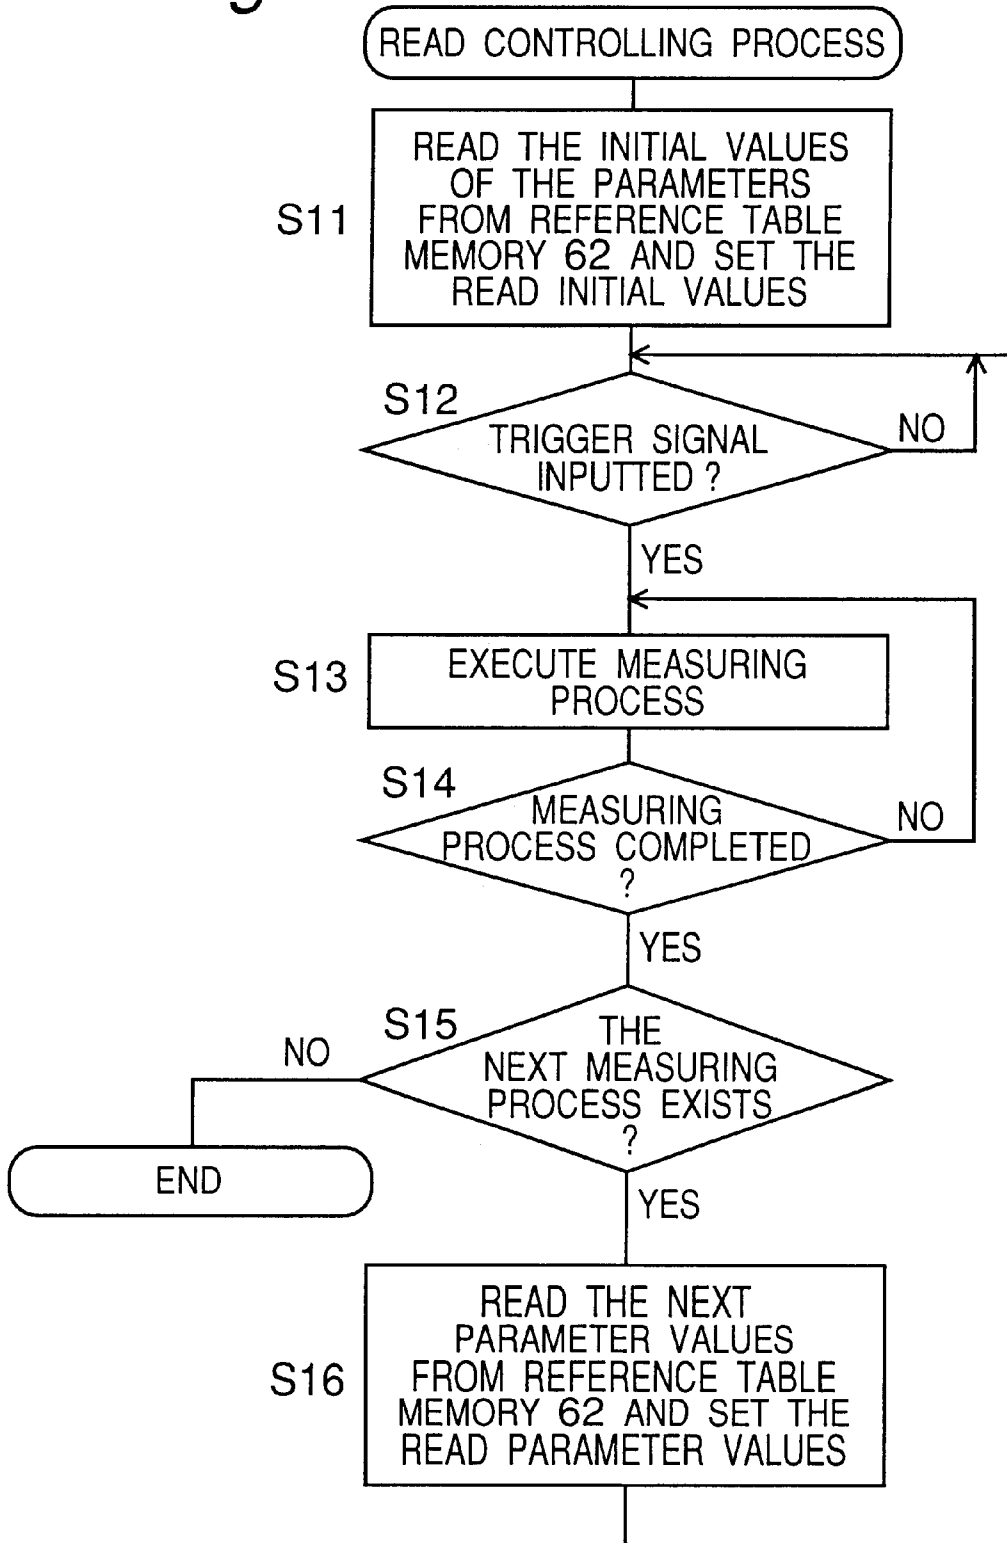 READ CONTROLLING PROCESS
S11
READ THE INITIAL VALUES
OF THE PARAMETERS
FROM REFERENCE TABLE
MEMORY 62 AND SET THE
READ INITIAL VALUES
S12
TRIGGER SIGNAL
INPUTTED ?
NO
YES
S13
EXECUTE MEASURING
PROCESS
S14
MEASURING
PROCESS COMPLETED
?
NO
YES
S15
THE
NEXT MEASURING
PROCESS EXISTS
?
NO
END
YES
S16
READ THE NEXT
PARAMETER VALUES
FROM REFERENCE TABLE
MEMORY 62 AND SET THE
READ PARAMETER VALUES